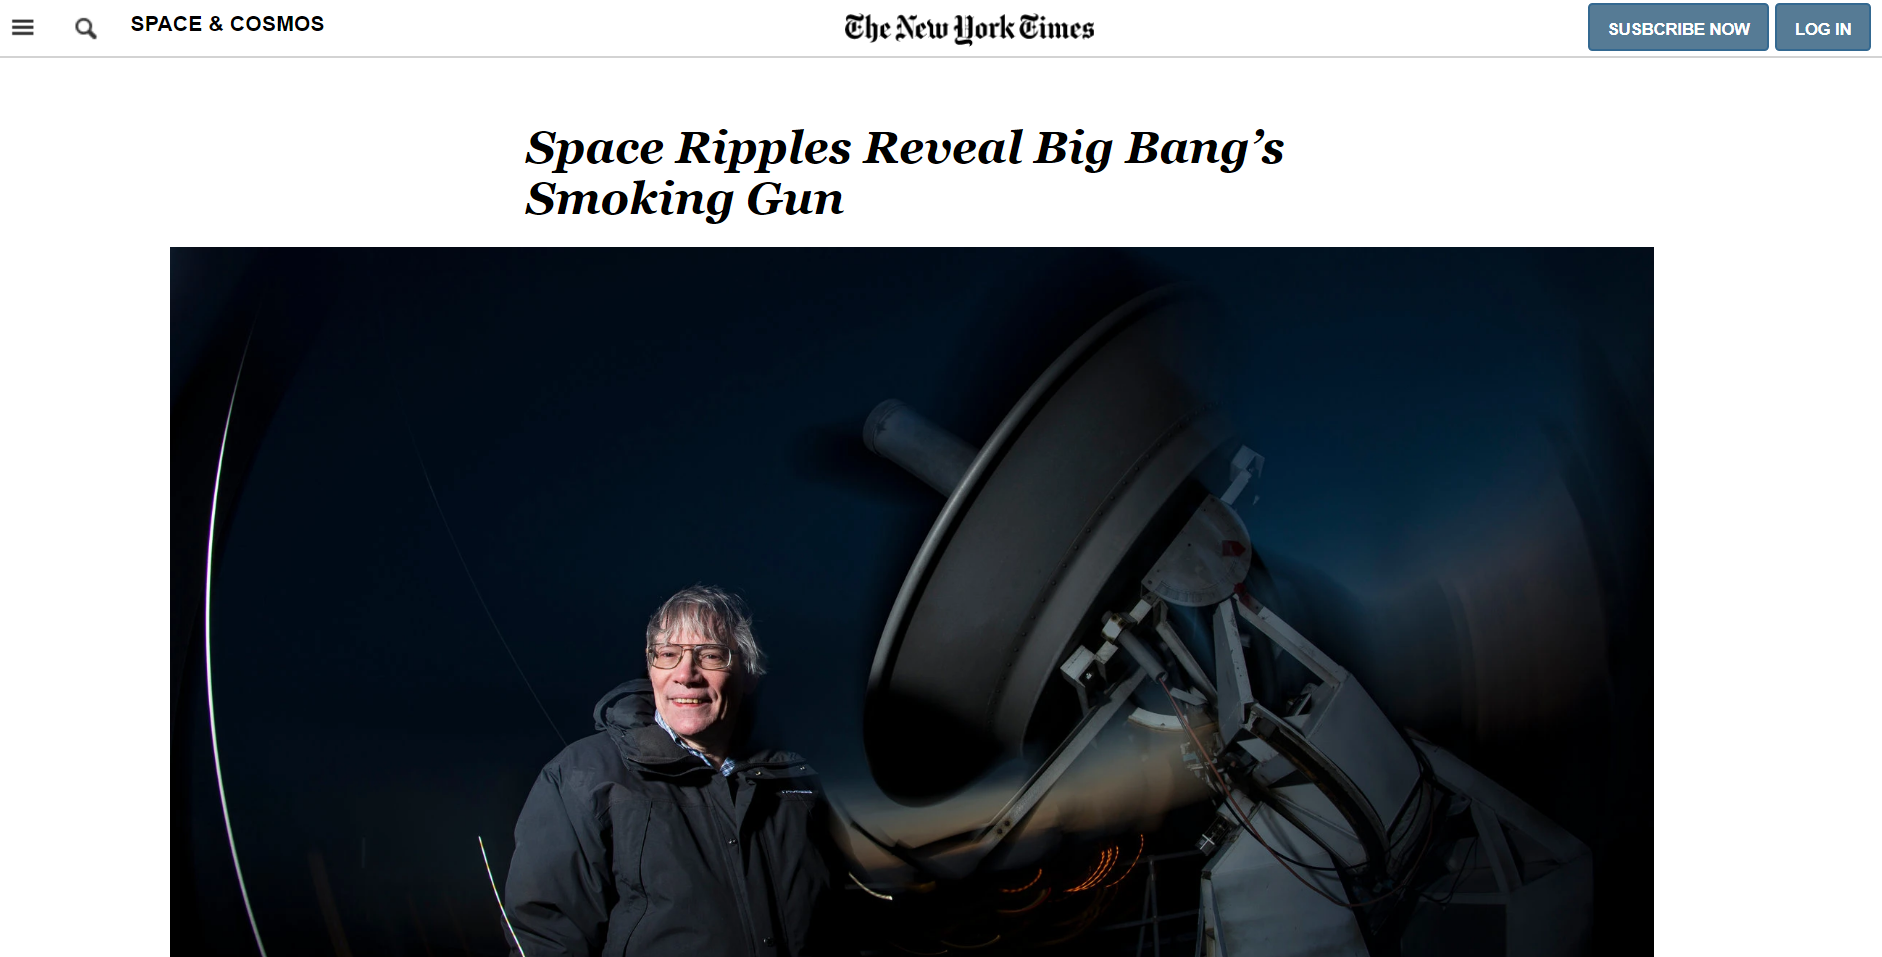 SPACE & COSMOS
The New York Times
SUSBCRIBE NOW
LOG IN
Space Ripples Reveal Big Bang’s
Smoking Gun